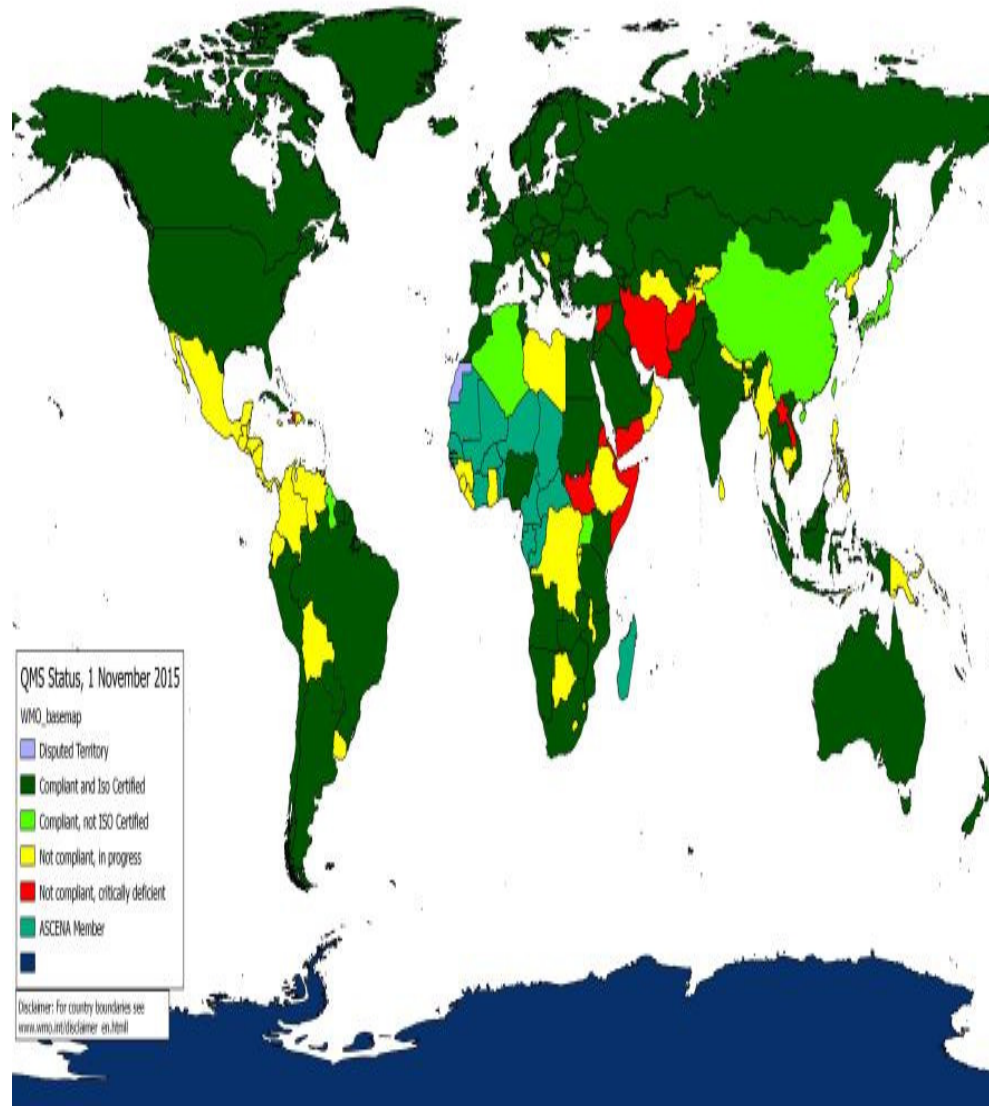 QMS Status, 1 November 2015
WMO_basemap
Disputed Territory
Compliant and Iso Certified
Compliant, not ISO Certified
Not compliant, in progress
Not compliant, critically deficient
ASCENA Member
Disclaimer: For country boundaries see
www.wmo.int/disclaimer_en.html